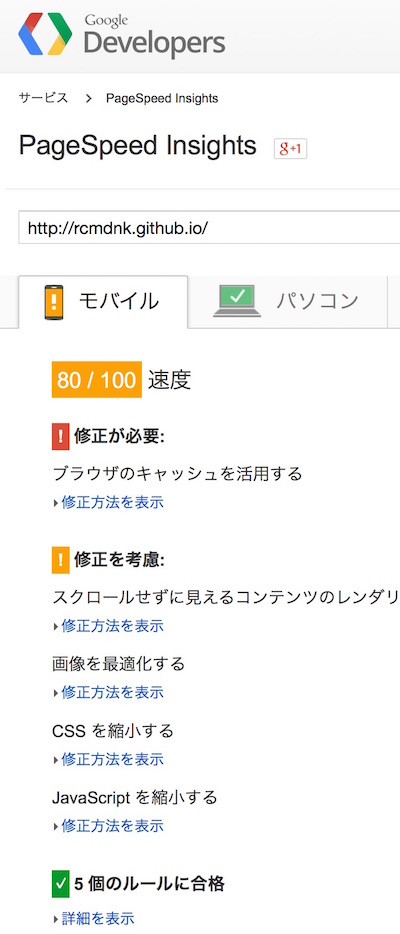 Google
Developers
サービス > PageSpeed Insights
PageSpeed Insights g+1
http://rcmdnk.github.io/
! モバイル ✓ パソコン
80 / 100 速度
! 修正が必要:
ブラウザのキャッシュを活用する
修正方法を表示
! 修正を考慮:
スクロールせずに見えるコンテンツのレンダリ
修正方法を表示
画像を最適化する
修正方法を表示
CSS を縮小する
修正方法を表示
JavaScript を縮小する
修正方法を表示
✓ 5 個のルールに合格
詳細を表示